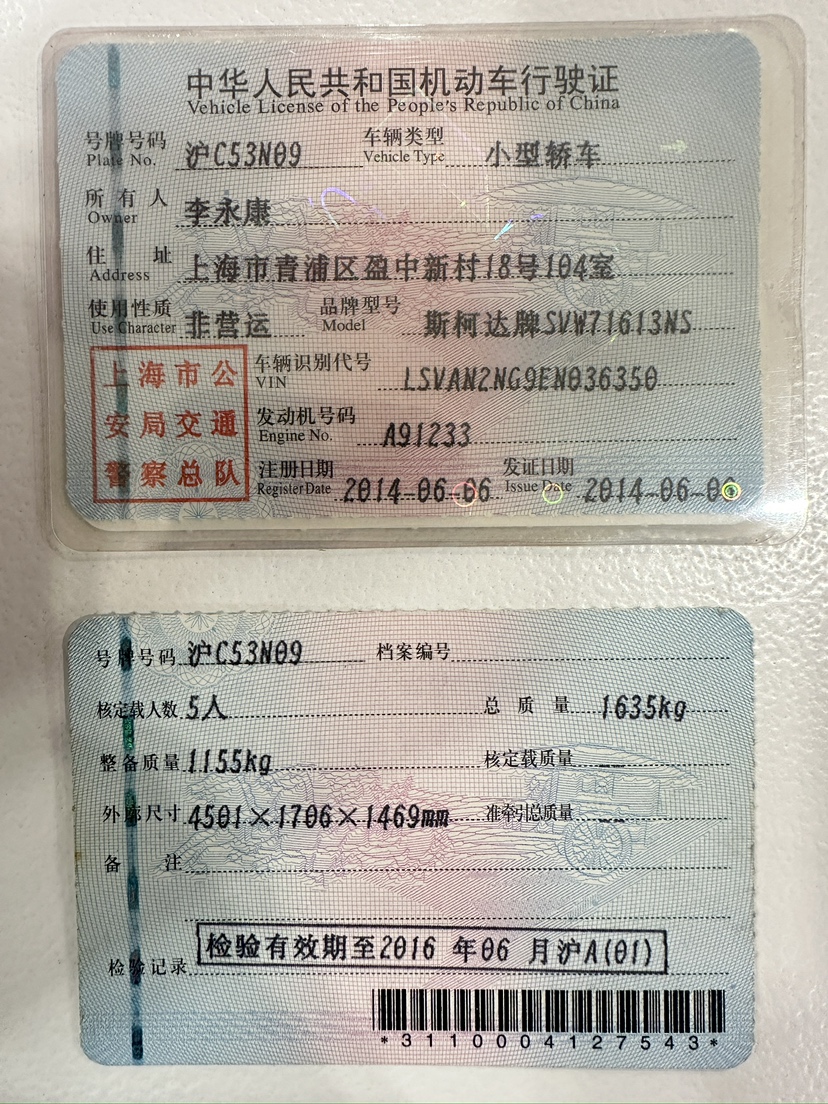 中华人民共和国机动车行驶证
Vehicle License of the People's Republic of China
号牌号码 沪C53N09 车辆类型 小型轿车
Plate No. Vehicle Type
所有人 李永康
Owner
住址 上海市青浦区盈中新村18号104室
Address
使用性质 非营运 品牌型号 斯柯达牌SVW71613NS
Use Character Model
上海市公
安局交通
警察总队
车辆识别代号 LSVAN2NG9EN036350
VIN
发动机号码 A91233
Engine No.
注册日期 2014-06-06 发证日期 2014-06-06
Register Date Issue Date
号牌号码 沪C53N09 档案编号
核定载人数 5人 总质量 1635kg
整备质量 1155kg 核定载质量 --
外廓尺寸 4501×1706×1469mm 准牵引总质量 --
备注
检验记录 检验有效期至2016 年06 月沪A(01)
*3110004127543*